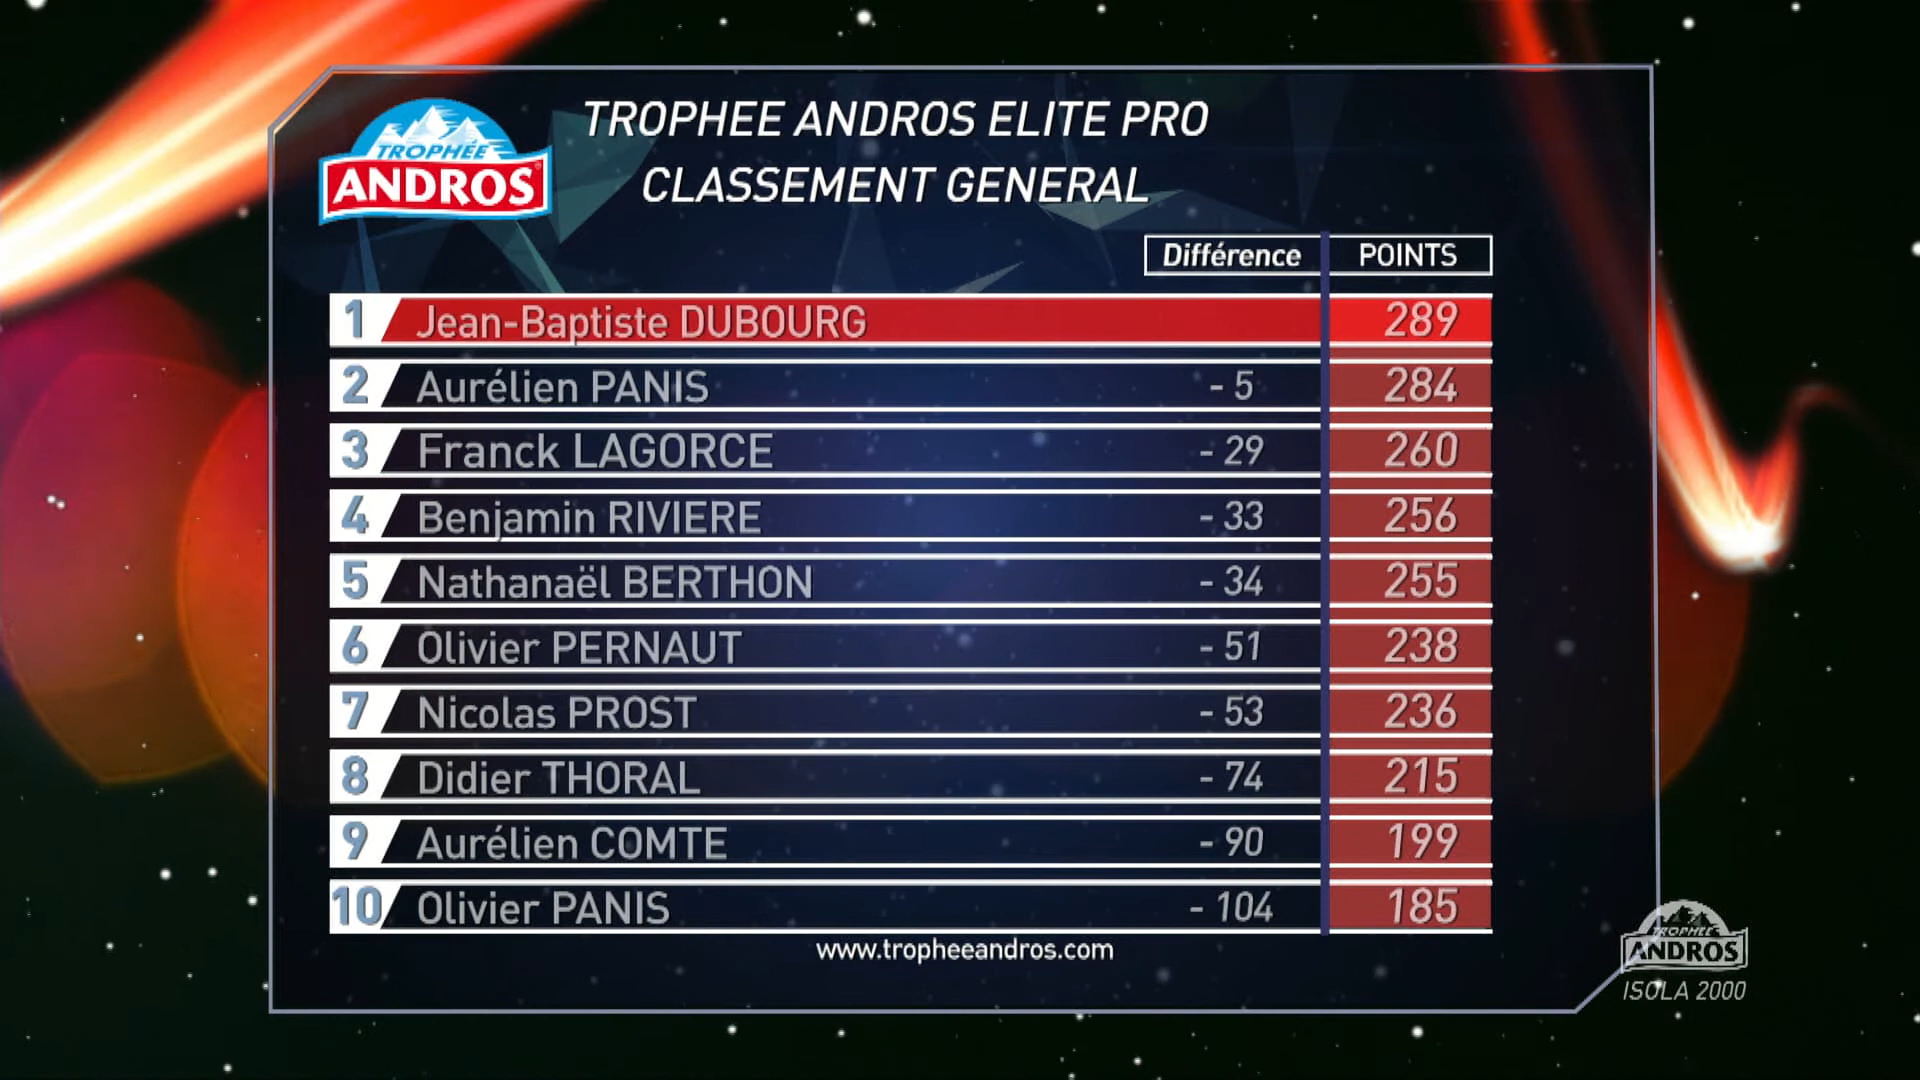 TROPHÉE
ANDROS
TROPHEE ANDROS ELITE PRO
CLASSEMENT GENERAL
Différence POINTS
1 Jean-Baptiste DUBOURG 289
2 Aurélien PANIS - 5 284
3 Franck LAGORCE - 29 260
4 Benjamin RIVIERE - 33 256
5 Nathanaël BERTHON - 34 255
6 Olivier PERNAUT - 51 238
7 Nicolas PROST - 53 236
8 Didier THORAL - 74 215
9 Aurélien COMTE - 90 199
10 Olivier PANIS - 104 185
www.tropheeandros.com
TROPHÉE
ANDROS
ISOLA 2000